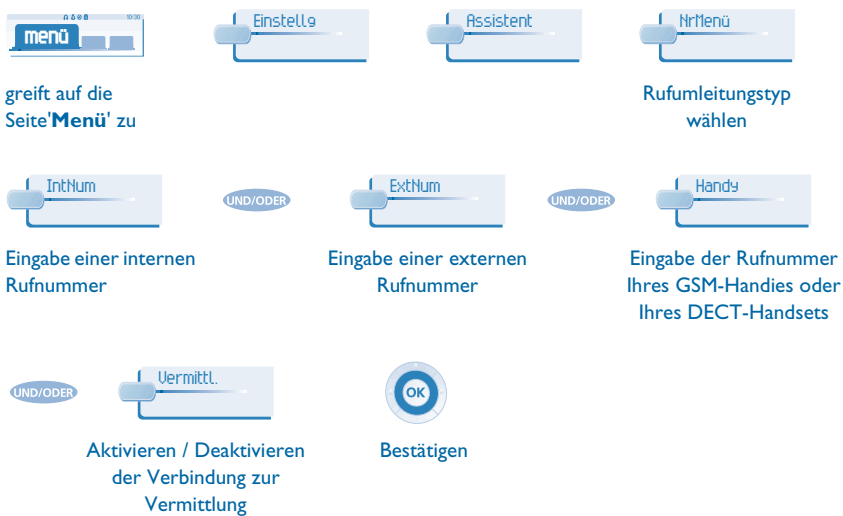 10:30
menü
Einstellg
Assistent
NrMenü
greift auf die
Seite'Menü' zu
Rufumleitungstyp
wählen
IntNum
UND/ODER
ExtNum
UND/ODER
Handy
Eingabe einer internen
Rufnummer
Eingabe einer externen
Rufnummer
Eingabe der Rufnummer
Ihres GSM-Handies oder
Ihres DECT-Handsets
UND/ODER
Vermittl.
OK
Aktivieren / Deaktivieren
der Verbindung zur
Vermittlung
Bestätigen